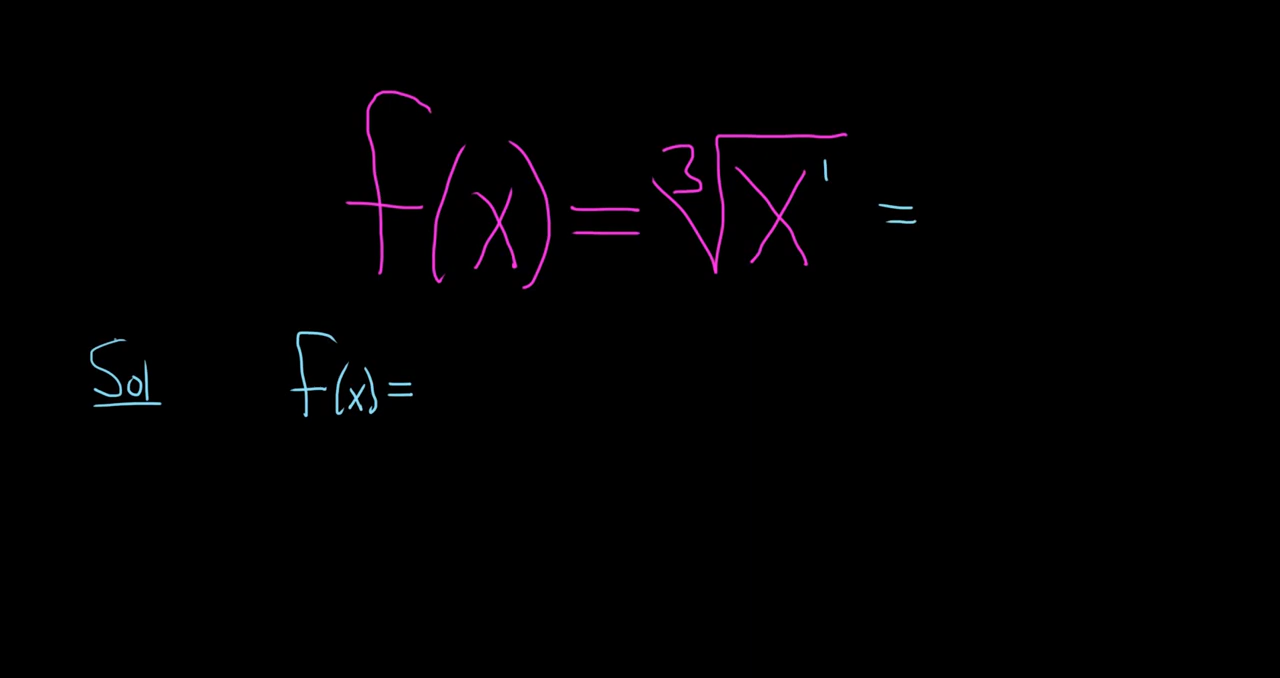 f(x) = ∛x¹ =
Sol f(x) =